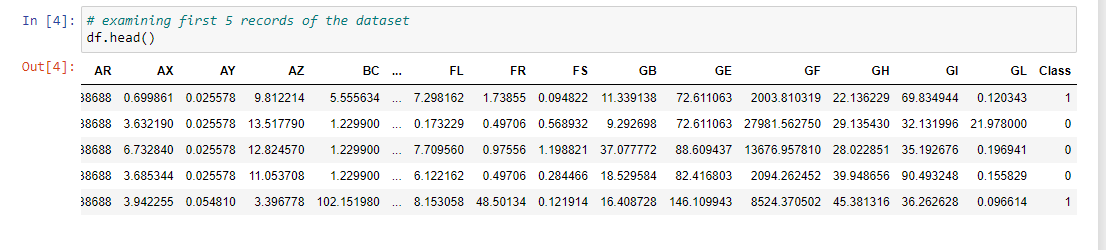 In [4]: # examining first 5 records of the dataset
df.head()
Out[4]: AR AX AY AZ BC ... FL FR FS GB GE GF GH GI GL Class
38688 0.699861 0.025578 9.812214 5.555634 ... 7.298162 1.73855 0.094822 11.339138 72.611063 2003.810319 22.136229 69.834944 0.120343 1
38688 3.632190 0.025578 13.517790 1.229900 ... 0.173229 0.49706 0.568932 9.292698 72.611063 27981.562750 29.135430 32.131996 21.978000 0
38688 6.732840 0.025578 12.824570 1.229900 ... 7.709560 0.97556 1.198821 37.077772 88.609437 13676.957810 28.022851 35.192676 0.196941 0
38688 3.685344 0.025578 11.053708 1.229900 ... 6.122162 0.49706 0.284466 18.529584 82.416803 2094.262452 39.948656 90.493248 0.155829 0
38688 3.942255 0.054810 3.396778 102.151980 ... 8.153058 48.50134 0.121914 16.408728 146.109943 8524.370502 45.381316 36.262628 0.096614 1